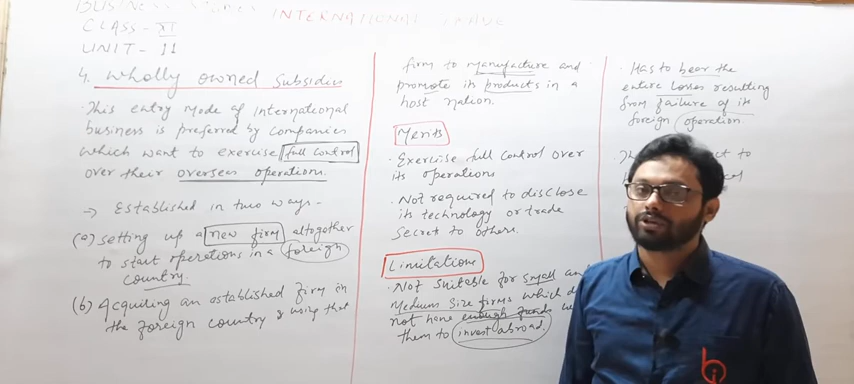 BUSINESS
INTERNATIONAL
CLASS - XI
UNIT - 11
4. Wholly owned Subsidies
• This entry mode of International
business is preferred by companies
which want to exercise full control
over their overseas operations.
→ Established in two ways -
(a) Setting up a new firm altogether
to start operations in a foreign
country.
(b) Acquiring an established firm in
the foreign country & using that
firm to manufacture and
promote its products in a
host nation.
Merits
• Exercise full control over
its operations
• Not required to disclose
its technology or trade
Secret to others.
Limitations
• Not suitable for small and
Medium size firms which
not have enough funds
them to invest abroad.
• Has to bear the
entire losses resulting
from failure of its
foreign operation.
to